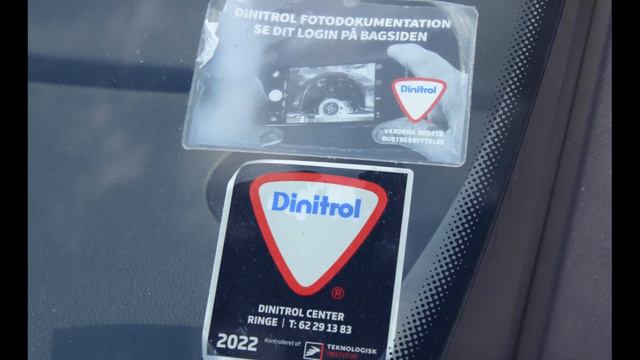 DINITROL FOTODOKUMENTATION
SE DIT LOGIN PÅ BAGSIDEN
Dinitrol
VERDENS BEDSTE
RUSTBESKYTTELSE
Dinitrol
®
DINITROL CENTER
RINGE | T: 62 29 13 83
2022 Kontrolleret af TEKNOLOGISK
INSTITUT